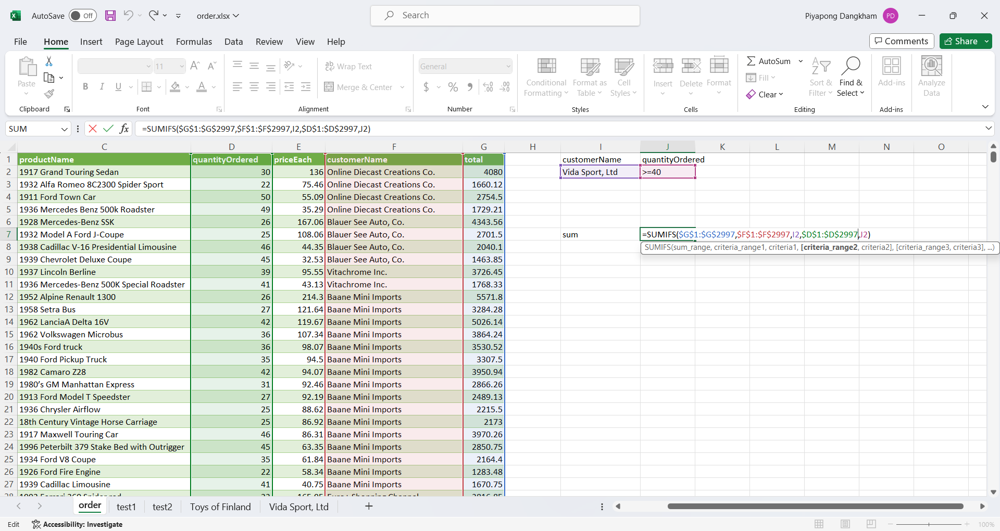 AutoSave Off order.xlsx Search Piyapong Dangkham PD
File Home Insert Page Layout Formulas Data Review View Help Comments Share
Paste
Clipboard
11
B I U A
Font
ab Wrap Text
Merge & Center
Alignment
General
$ % .00
Number
Conditional Formatting
Format as Table
Cell Styles
Styles
Insert
Delete
Format
Cells
AutoSum
Fill
Clear
Sort & Filter
Find & Select
Editing
Add-ins
Add-ins
Analyze Data
SUM fx =SUMIFS($G$1:$G$2997,$F$1:$F$2997,I2,$D$1:$D$2997,J2)
C D E F G H I J K L M N O
1 productName quantityOrdered priceEach customerName total customerName quantityOrdered
2 1917 Grand Touring Sedan 30 136 Online Diecast Creations Co. 4080 Vida Sport, Ltd >=40
3 1932 Alfa Romeo 8C2300 Spider Sport 22 75.46 Online Diecast Creations Co. 1660.12
4 1911 Ford Town Car 50 55.09 Online Diecast Creations Co. 2754.5
5 1936 Mercedes Benz 500k Roadster 49 35.29 Online Diecast Creations Co. 1729.21
6 1928 Mercedes-Benz SSK 26 167.06 Blauer See Auto, Co. 4343.56
7 1932 Model A Ford J-Coupe 25 108.06 Blauer See Auto, Co. 2701.5 sum =SUMIFS($G$1:$G$2997,$F$1:$F$2997,I2,$D$1:$D$2997,J2)
8 1938 Cadillac V-16 Presidential Limousine 46 44.35 Blauer See Auto, Co. 2040.1 SUMIFS(sum_range, criteria_range1, criteria1, [criteria_range2, criteria2], [criteria_range3, criteria3], ...)
9 1939 Chevrolet Deluxe Coupe 45 32.53 Blauer See Auto, Co. 1463.85
10 1937 Lincoln Berline 39 95.55 Vitachrome Inc. 3726.45
11 1936 Mercedes-Benz 500K Special Roadster 41 43.13 Vitachrome Inc. 1768.33
12 1952 Alpine Renault 1300 26 214.3 Baane Mini Imports 5571.8
13 1958 Setra Bus 27 121.64 Baane Mini Imports 3284.28
14 1962 LanciaA Delta 16V 42 119.67 Baane Mini Imports 5026.14
15 1962 Volkswagen Microbus 36 107.34 Baane Mini Imports 3864.24
16 1940s Ford truck 36 98.07 Baane Mini Imports 3530.52
17 1940 Ford Pickup Truck 35 94.5 Baane Mini Imports 3307.5
18 1982 Camaro Z28 42 94.07 Baane Mini Imports 3950.94
19 1980’s GM Manhattan Express 31 92.46 Baane Mini Imports 2866.26
20 1913 Ford Model T Speedster 27 92.19 Baane Mini Imports 2489.13
21 1936 Chrysler Airflow 25 88.62 Baane Mini Imports 2215.5
22 18th Century Vintage Horse Carriage 25 86.92 Baane Mini Imports 2173
23 1917 Maxwell Touring Car 46 86.31 Baane Mini Imports 3970.26
24 1996 Peterbilt 379 Stake Bed with Outrigger 45 63.35 Baane Mini Imports 2850.75
25 1934 Ford V8 Coupe 35 61.84 Baane Mini Imports 2164.4
26 1926 Ford Fire Engine 22 58.34 Baane Mini Imports 1283.48
27 1939 Cadillac Limousine 41 40.75 Baane Mini Imports 1670.75
order test1 test2 Toys of Finland Vida Sport, Ltd
Edit Accessibility: Investigate 100%